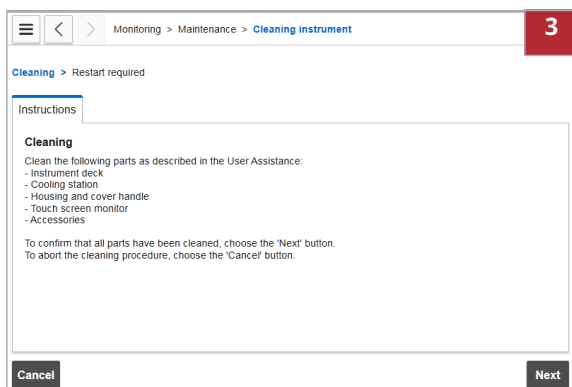 Monitoring > Maintenance > Cleaning instrument
3
Cleaning > Restart required
Instructions
Cleaning
Clean the following parts as described in the User Assistance:
- Instrument deck
- Cooling station
- Housing and cover handle
- Touch screen monitor
- Accessories
To confirm that all parts have been cleaned, choose the 'Next' button.
To abort the cleaning procedure, choose the 'Cancel' button.
Cancel
Next